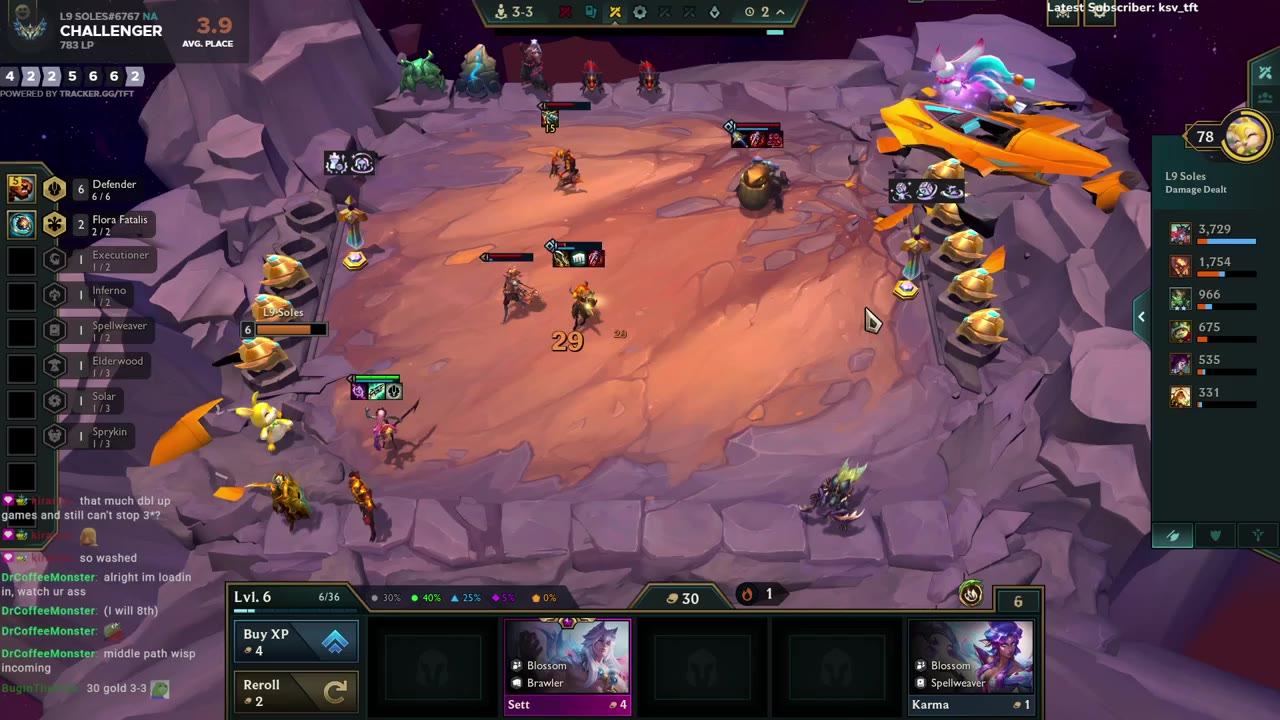 L9 SOLES#6767 NA
CHALLENGER
783 LP
3.9
AVG. PLACE
4 2 2 5 6 6 2
POWERED BY TRACKER.GG/TFT
3-3
2
Latest Subscriber: ksv_tft
78
L9 Soles
Damage Dealt
3,729
1,754
966
675
535
331
6 Defender
6 / 6
2 Flora Fatalis
2 / 2
1 Executioner
1 / 2
1 Inferno
1 / 2
1 Spellweaver
1 / 2
1 Elderwood
1 / 3
1 Solar
1 / 3
1 Sprykin
1 / 3
15
L9 Soles
6
29
29
that much dbl up
games and still can't stop 3*?
so washed
DrCoffeeMonster: alright im loadin
in, watch ur ass
DrCoffeeMonster: (I will 8th)
DrCoffeeMonster:
DrCoffeeMonster: middle path wisp
incoming
30 gold 3-3
Lvl. 6
6/36
30%
40%
25%
5%
0%
30
1
6
Buy XP
4
Reroll
2
Blossom
Brawler
Sett
4
Blossom
Spellweaver
Karma
1